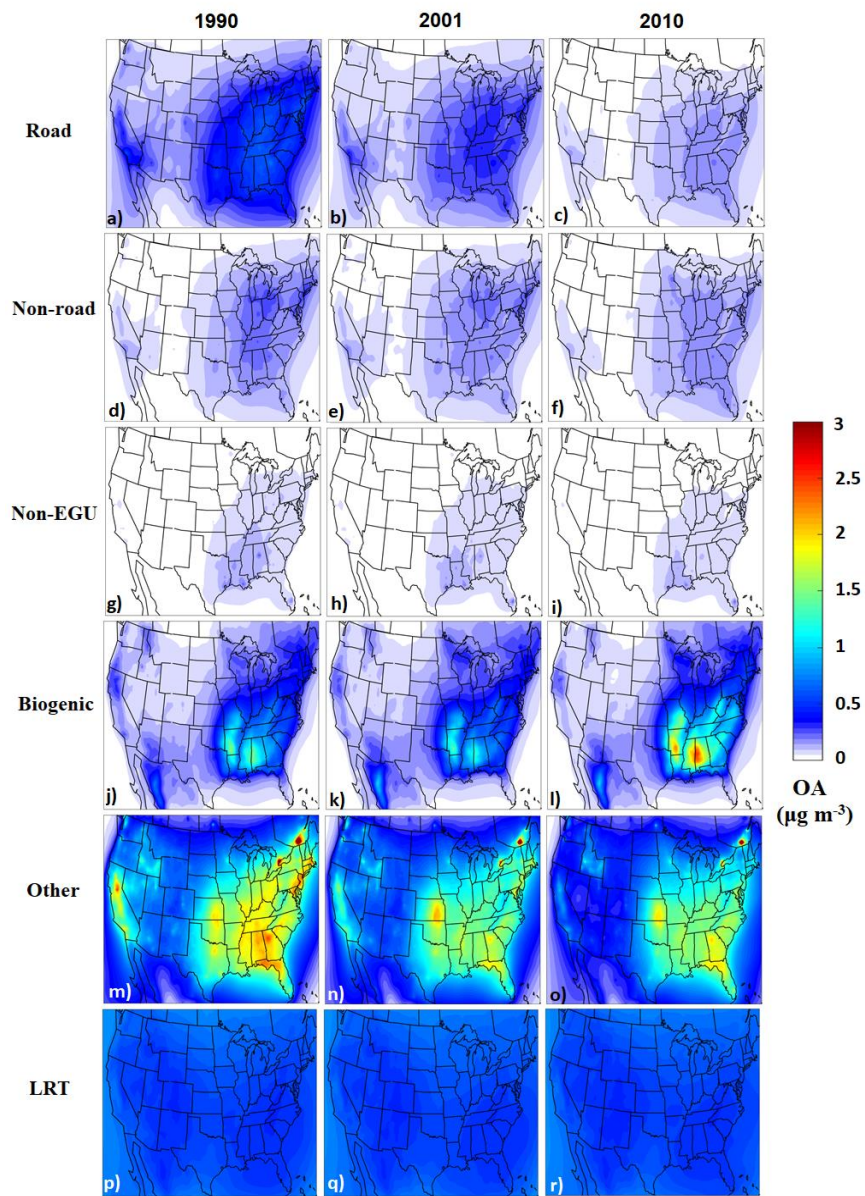 1990 2001 2010
Road
a) b) c)
Non-road
d) e) f)
Non-EGU
g) h) i)
Biogenic
j) k) l)
Other
m) n) o)
LRT
p) q) r)
3
2.5
2
1.5
1
0.5
0
OA
(µg m⁻³)